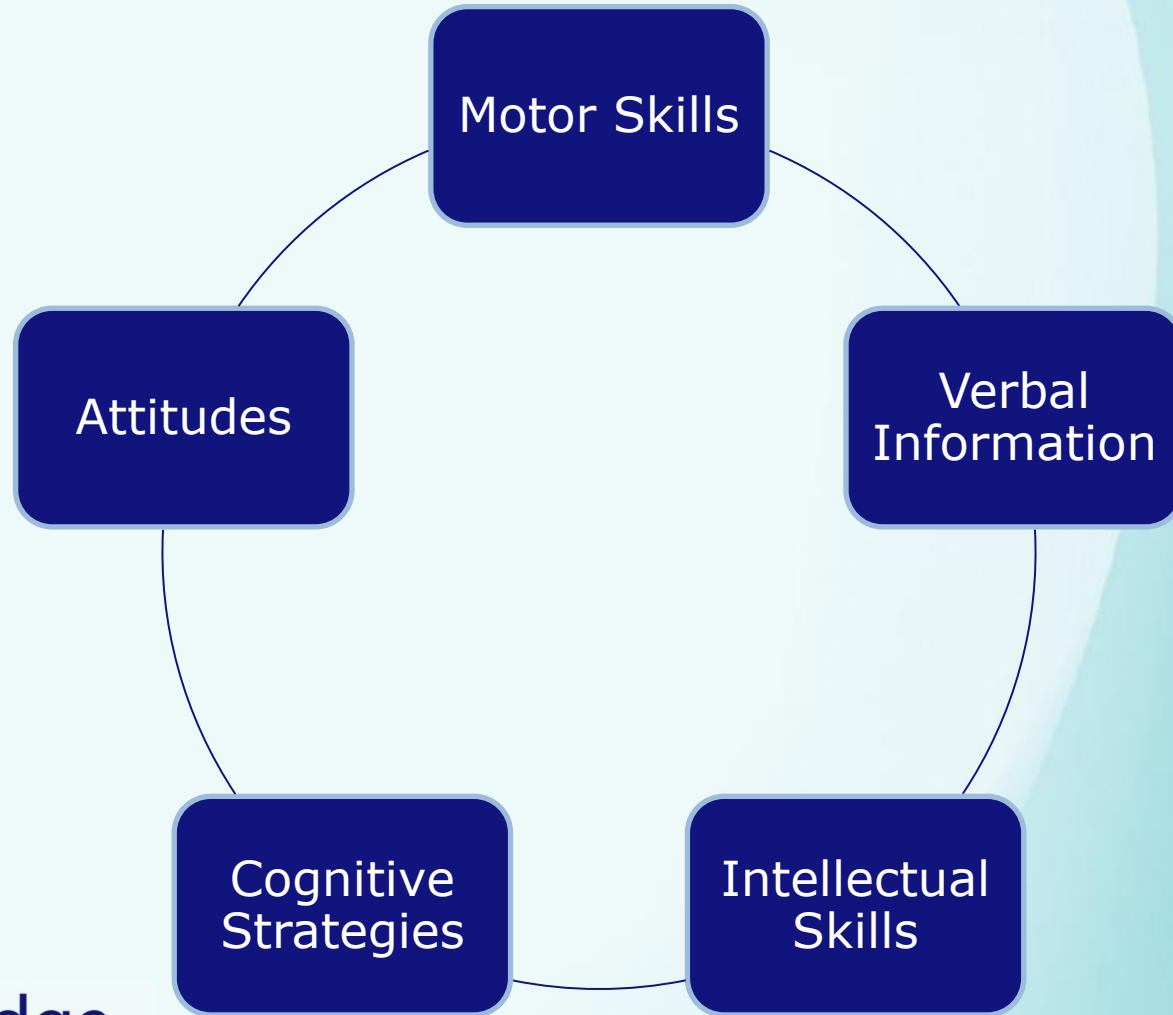 Motor Skills
Attitudes
Verbal
Information
Cognitive
Strategies
Intellectual
Skills